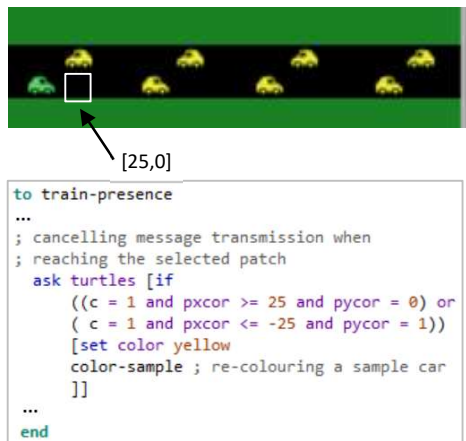 [25,0]
to train-presence
...
; cancelling message transmission when
; reaching the selected patch
ask turtles [if
((c = 1 and pxcor >= 25 and pycor = 0) or
( c = 1 and pxcor <= -25 and pycor = 1))
[set color yellow
color-sample ; re-colouring a sample car
]]
...
end